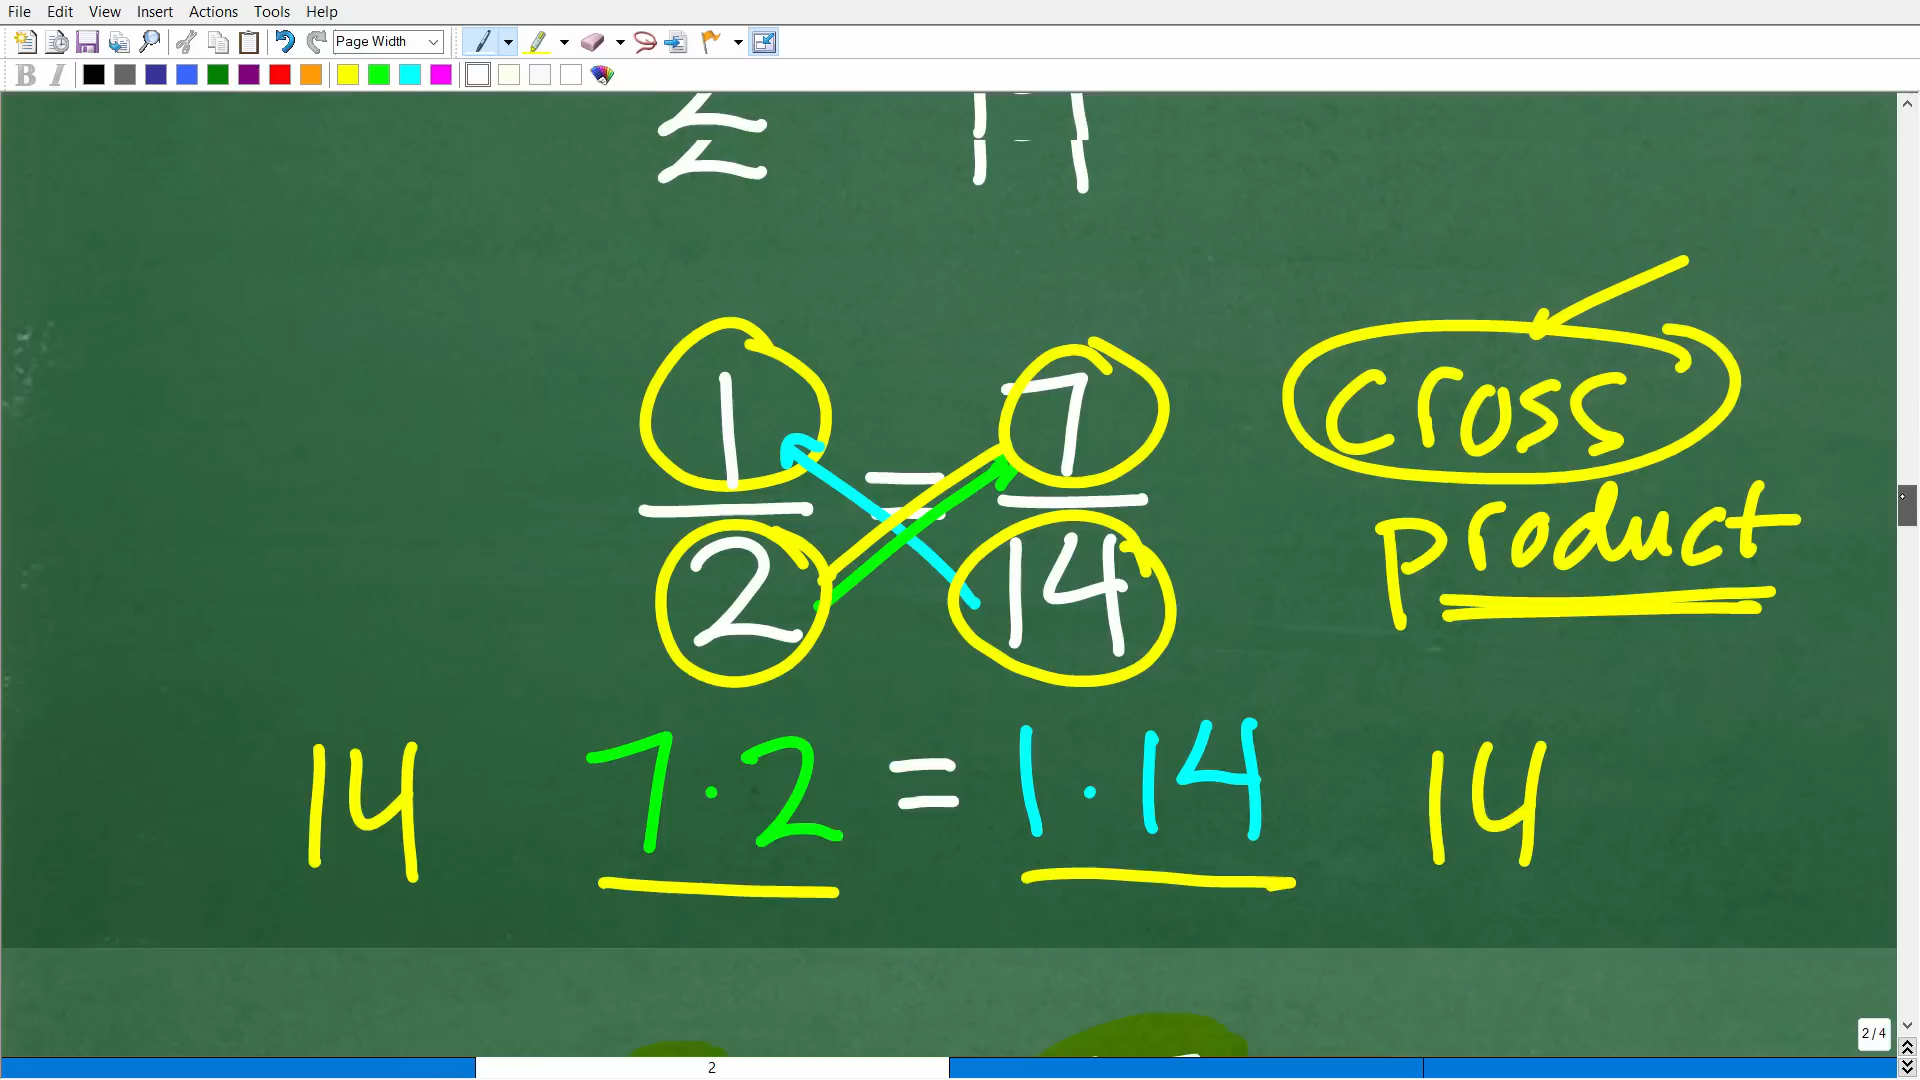 File Edit View Insert Actions Tools Help
Page Width
B I
1/2 = 7/14
cross
product
14 7·2 = 1·14 14
2/4
2